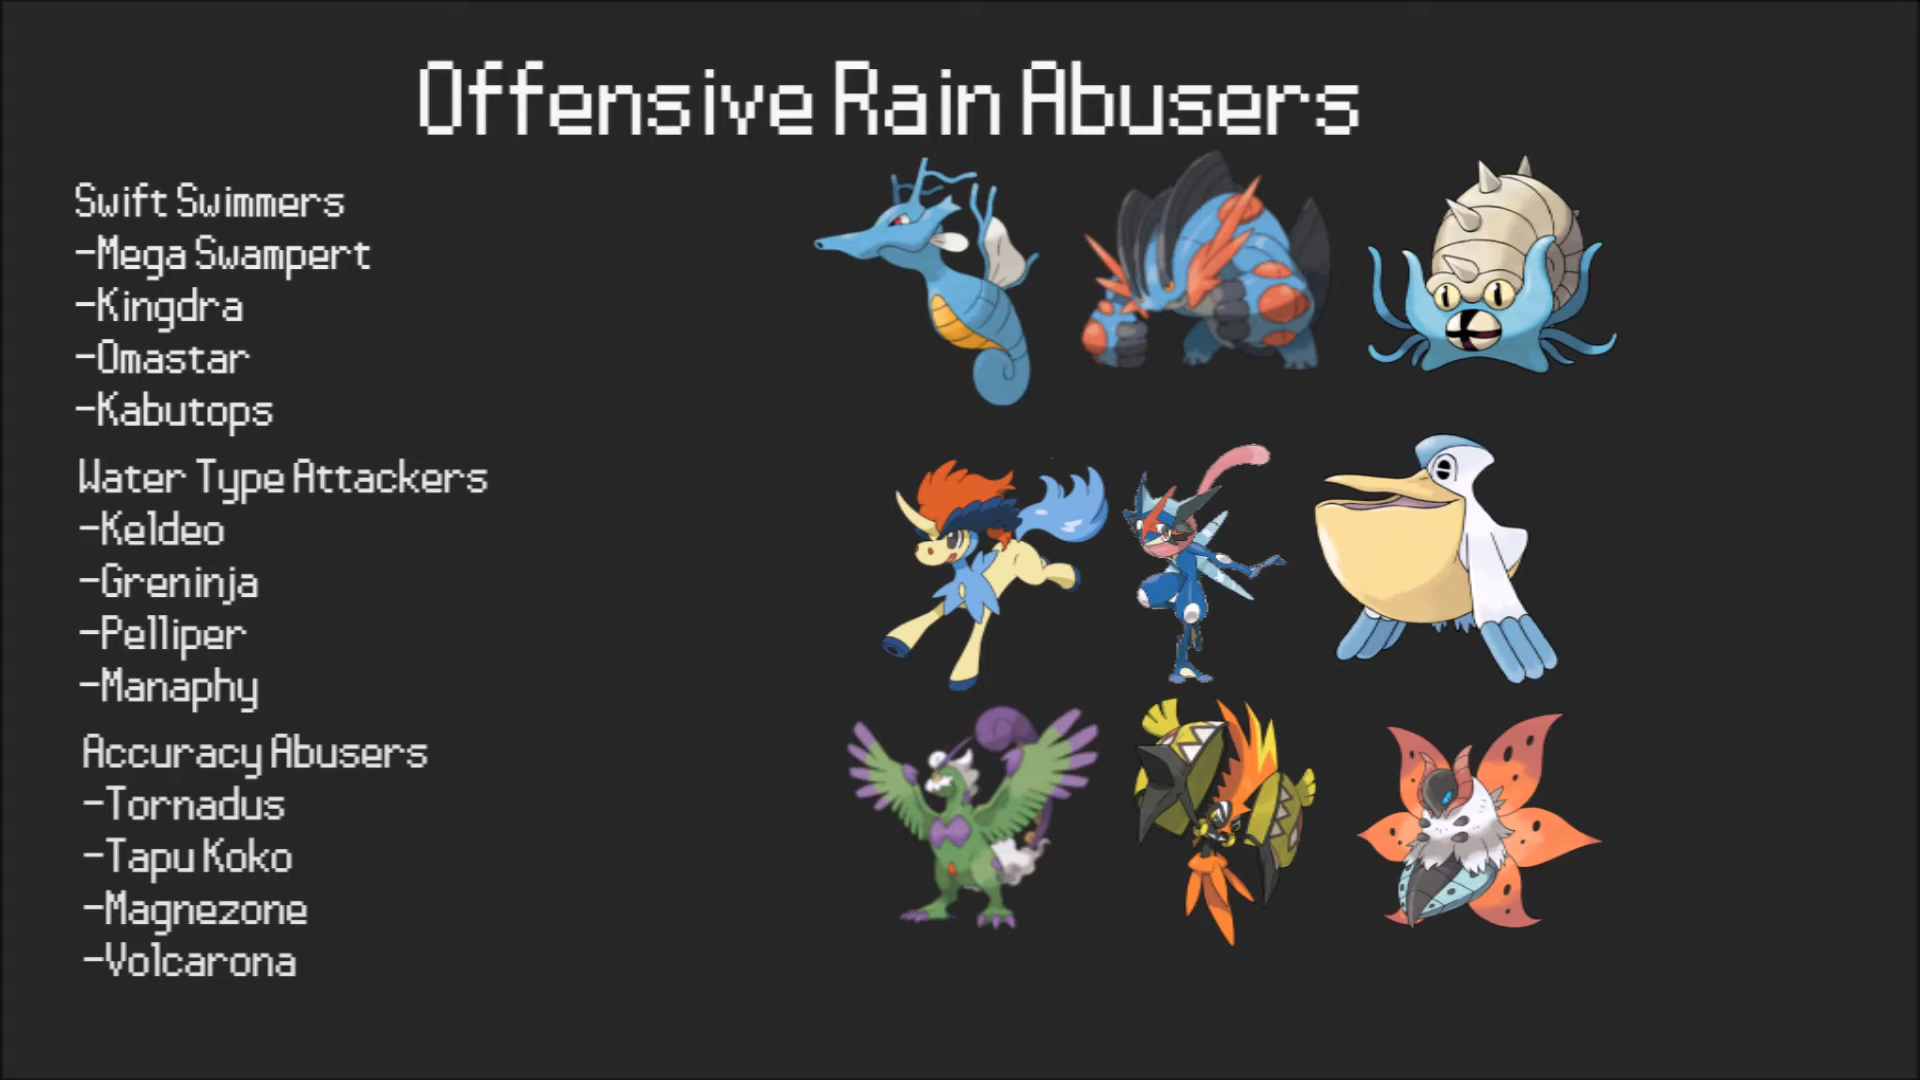 Offensive Rain Abusers
Swift Swimmers
-Mega Swampert
-Kingdra
-Omastar
-Kabutops
Water Type Attackers
-Keldeo
-Greninja
-Pelliper
-Manaphy
Accuracy Abusers
-Tornadus
-Tapu Koko
-Magnezone
-Volcarona